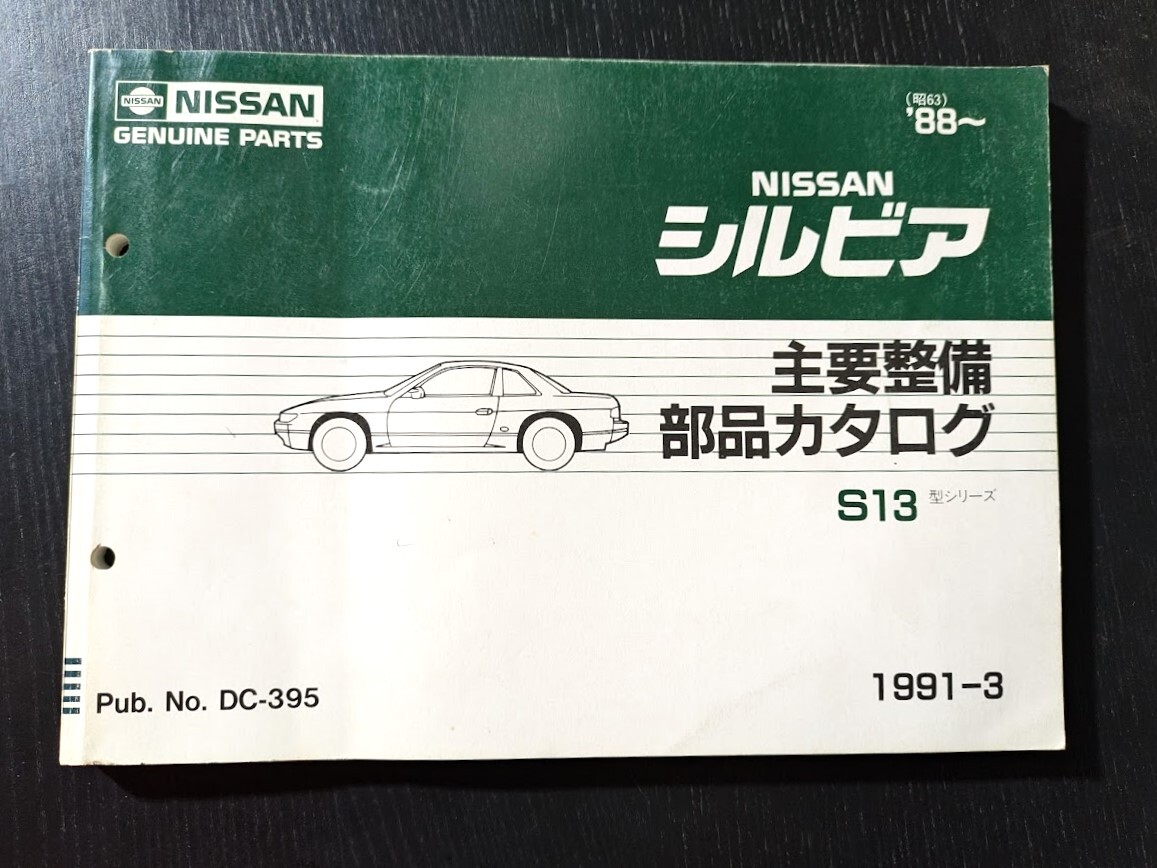 NISSAN NISSAN
GENUINE PARTS
(昭63)
'88～
NISSAN
シルビア
主要整備
部品カタログ
S13 型シリーズ
Pub. No. DC-395
1991-3